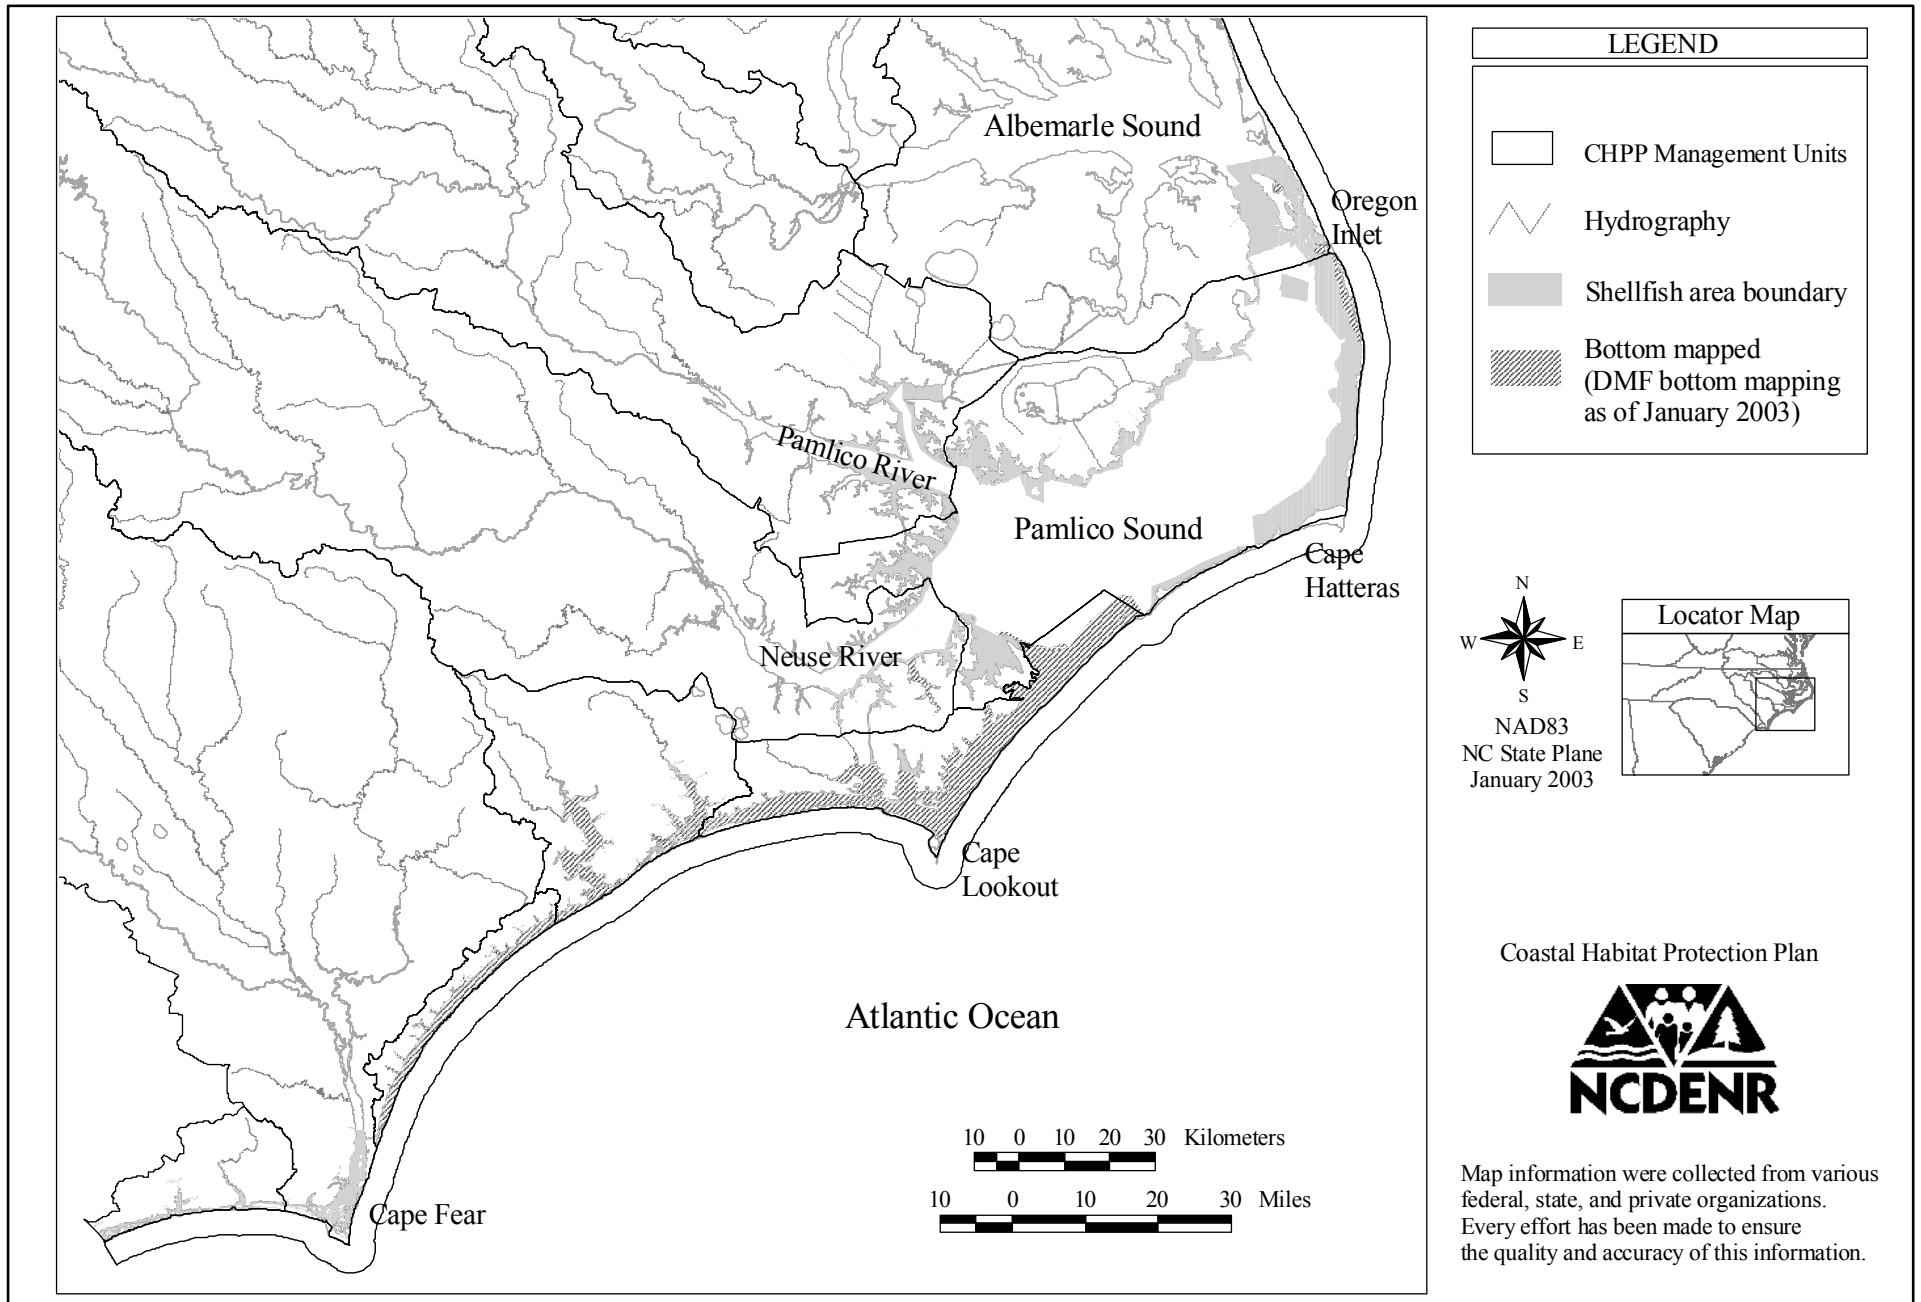 LEGEND
CHPP Management Units
Hydrography
Shellfish area boundary
Bottom mapped
(DMF bottom mapping
as of January 2003)
Albemarle Sound
Oregon
Inlet
Pamlico River
Pamlico Sound
Cape
Hatteras
Neuse River
Cape
Lookout
Atlantic Ocean
Cape Fear
10 0 10 20 30 Kilometers
10 0 10 20 30 Miles
N
W E
S
NAD83
NC State Plane
January 2003
Locator Map
Coastal Habitat Protection Plan
NCDENR
Map information were collected from various
federal, state, and private organizations.
Every effort has been made to ensure
the quality and accuracy of this information.